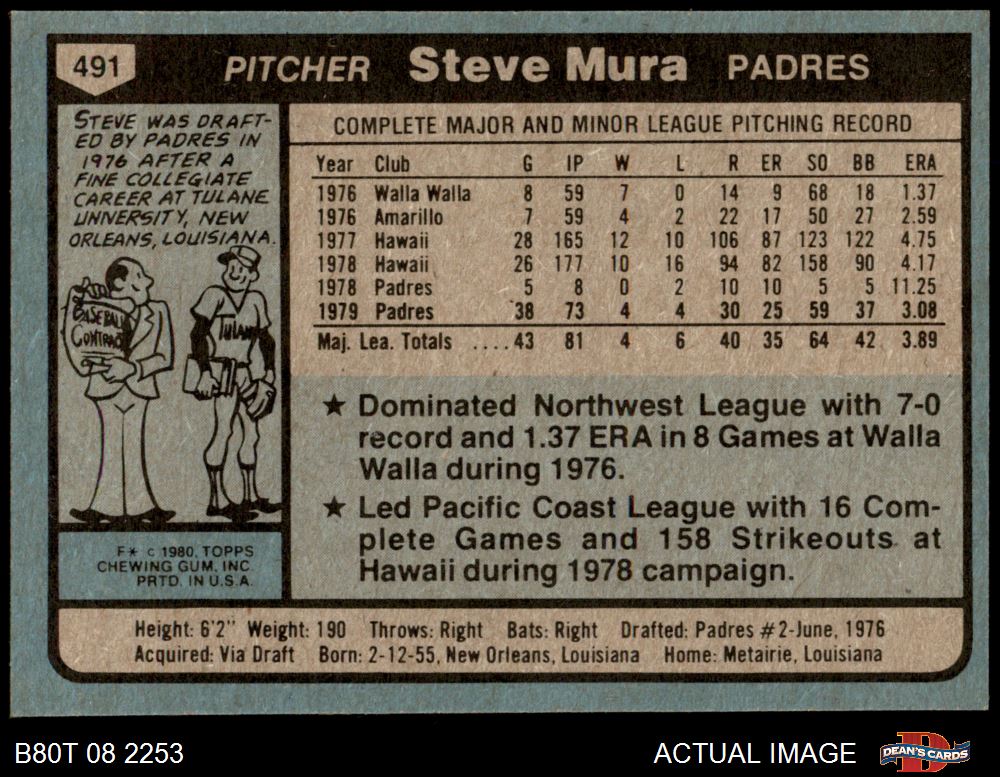 491 PITCHER Steve Mura PADRES
STEVE WAS DRAFT-
ED BY PADRES IN
1976 AFTER A
FINE COLLEGIATE
CAREER AT TULANE
UNIVERSITY, NEW
ORLEANS, LOUISIANA.
BASEBALL
CONTRACT
TULANE
F* © 1980, TOPPS
CHEWING GUM, INC.
PRTD. IN U.S.A.
COMPLETE MAJOR AND MINOR LEAGUE PITCHING RECORD
Year Club G IP W L R ER SO BB ERA
1976 Walla Walla 8 59 7 0 14 9 68 18 1.37
1976 Amarillo 7 59 4 2 22 17 50 27 2.59
1977 Hawaii 28 165 12 10 106 87 123 122 4.75
1978 Hawaii 26 177 10 16 94 82 158 90 4.17
1978 Padres 5 8 0 2 10 10 5 5 11.25
1979 Padres 38 73 4 4 30 25 59 37 3.08
Maj. Lea. Totals ....43 81 4 6 40 35 64 42 3.89
★ Dominated Northwest League with 7-0
record and 1.37 ERA in 8 Games at Walla
Walla during 1976.
★ Led Pacific Coast League with 16 Com-
plete Games and 158 Strikeouts at
Hawaii during 1978 campaign.
Height: 6'2" Weight: 190 Throws: Right Bats: Right Drafted: Padres #2-June, 1976
Acquired: Via Draft Born: 2-12-55, New Orleans, Louisiana Home: Metairie, Louisiana
B80T 08 2253 ACTUAL IMAGE DEAN'S CARDS